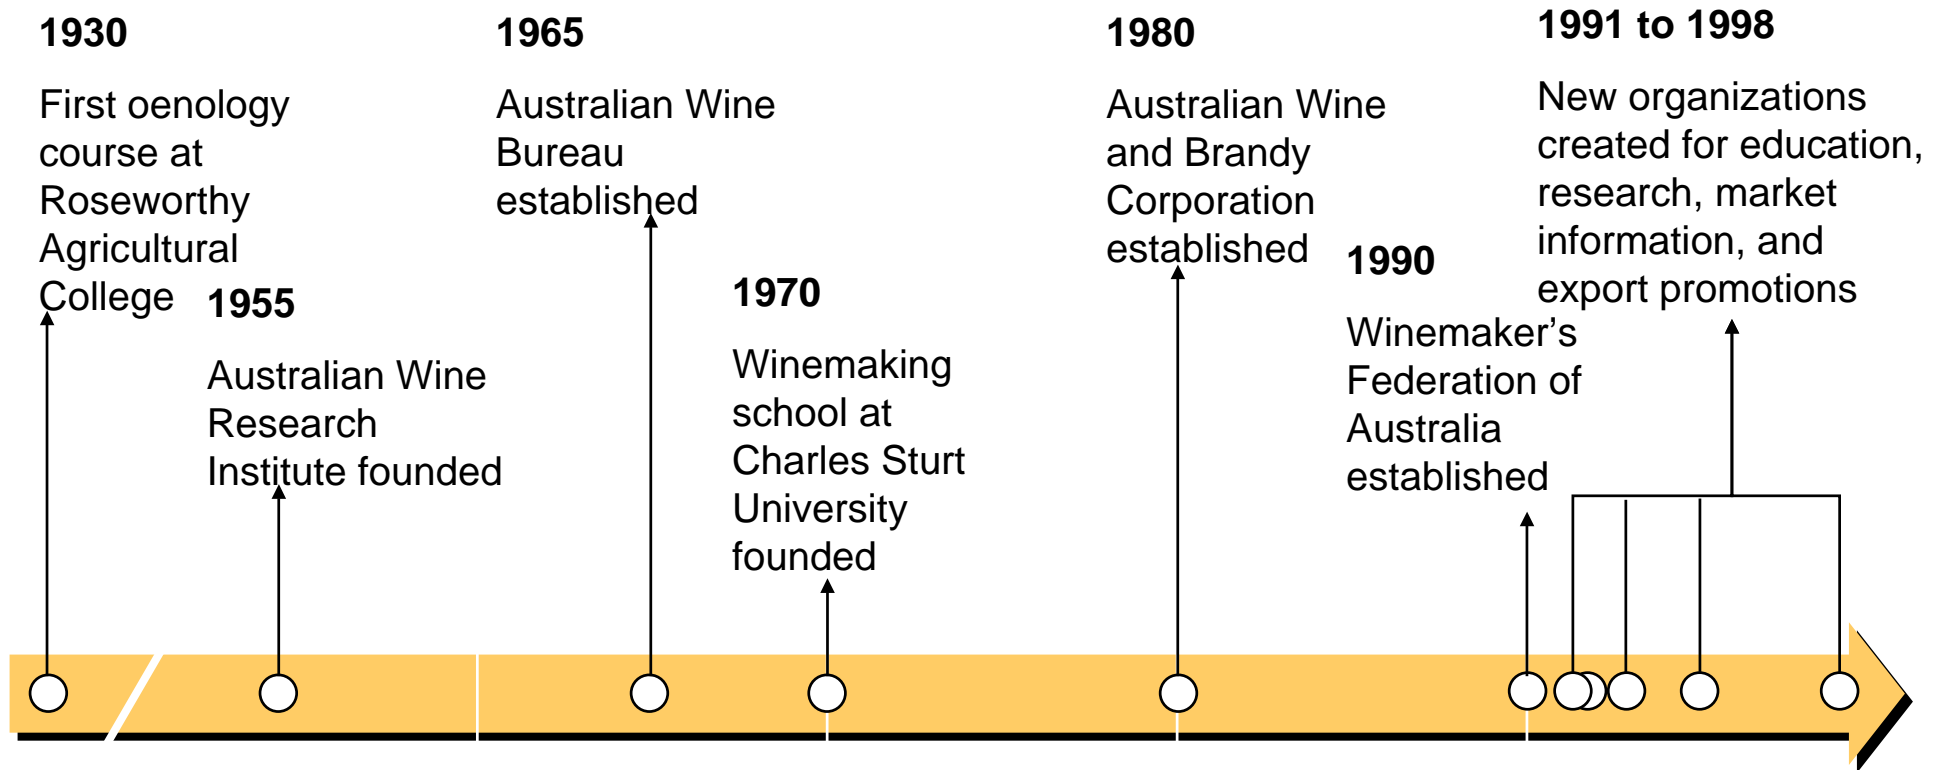 1930
First oenology
course at
Roseworthy
Agricultural
College
1955
Australian Wine
Research
Institute founded
1965
Australian Wine
Bureau
established
1970
Winemaking
school at
Charles Sturt
University
founded
1980
Australian Wine
and Brandy
Corporation
established
1990
Winemaker’s
Federation of
Australia
established
1991 to 1998
New organizations
created for education,
research, market
information, and
export promotions